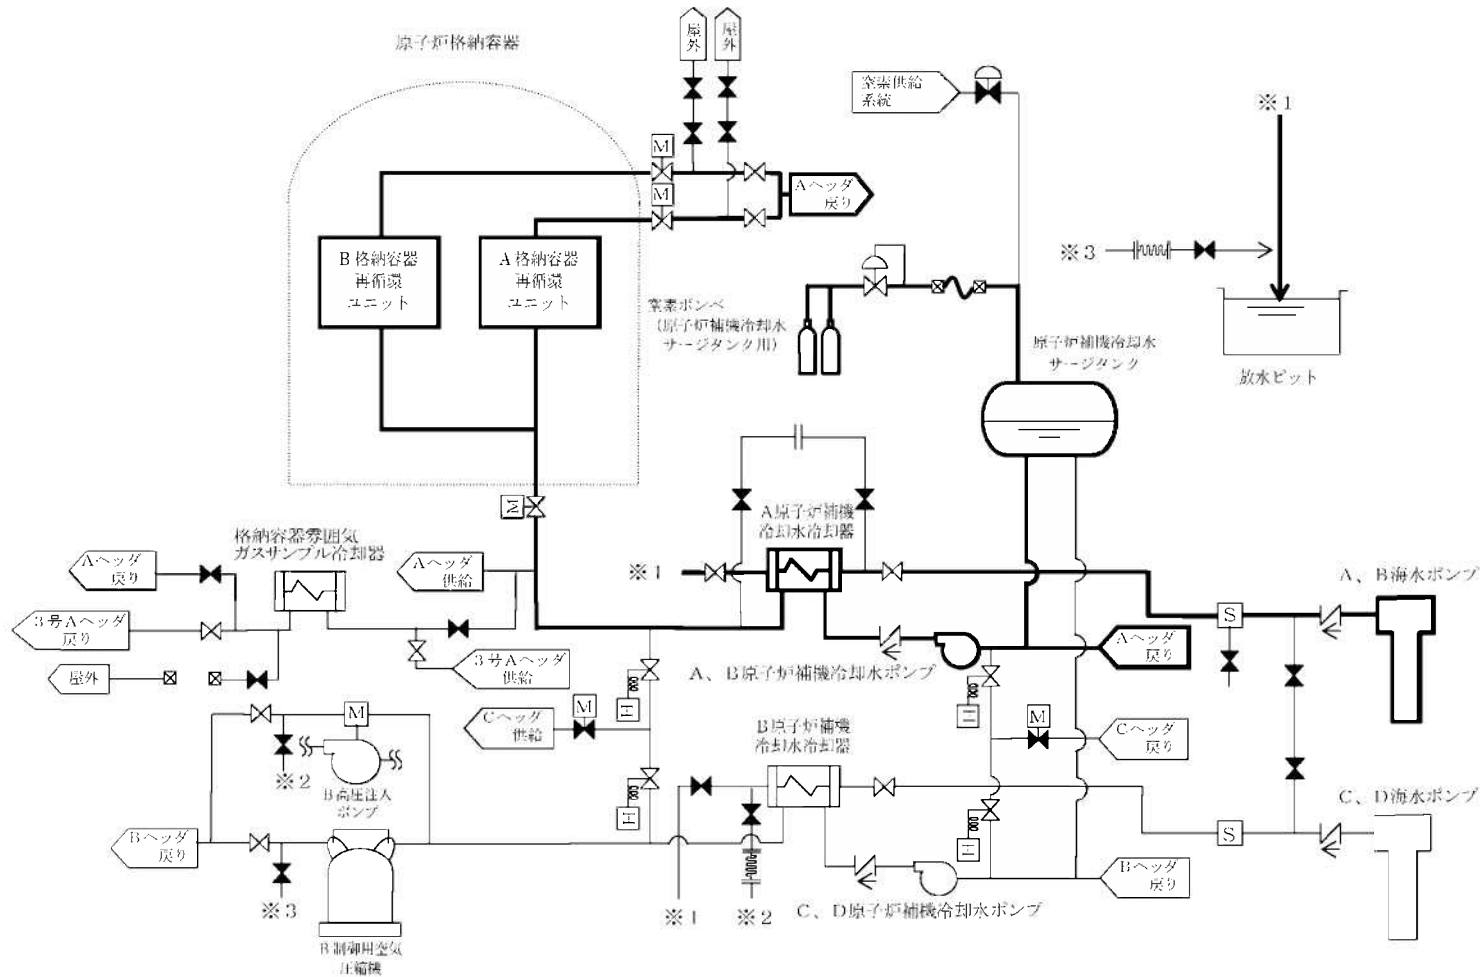 原子炉格納容器
屋外
屋外
窒素供給
系統
※1
M
M
Aヘッダ
戻り
※3
B格納容器
再循環
ユニット
A格納容器
再循環
ユニット
窒素ボンベ
(原子炉補機冷却水
サージタンク用)
原子炉補機冷却水
サージタンク
放水ピット
M
A原子炉補機
冷却水冷却器
格納容器雰囲気
ガスサンプル冷却器
Aヘッダ
戻り
Aヘッダ
供給
※1
A、B海水ポンプ
3号Aヘッダ
戻り
S
Aヘッダ
戻り
3号Aヘッダ
供給
屋外
A、B原子炉補機冷却水ポンプ
H
H
M
Cヘッダ
供給
M
B原子炉補機
冷却水冷却器
M
Cヘッダ
戻り
※2
B高圧注入
ポンプ
C、D海水ポンプ
H
H
S
Bヘッダ
戻り
Bヘッダ
戻り
※3
※1
※2
C、D原子炉補機冷却水ポンプ
B制御用空気
圧縮機